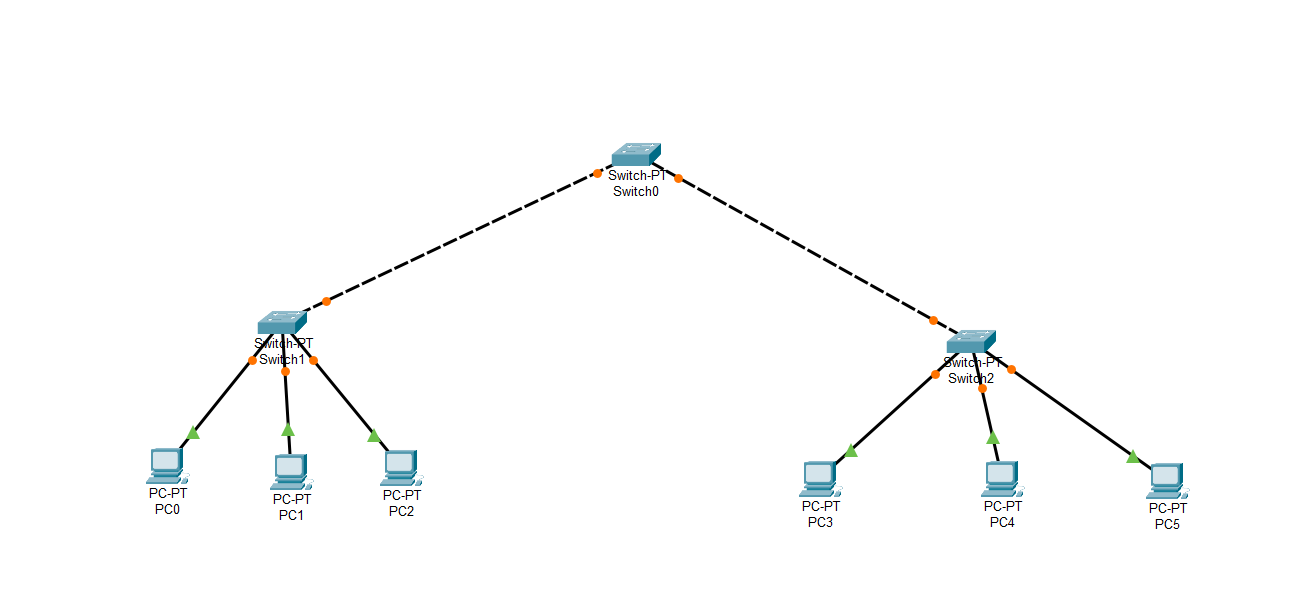 Switch-PT
Switch0
Switch-PT
Switch1
Switch-PT
Switch2
PC-PT
PC0
PC-PT
PC1
PC-PT
PC2
PC-PT
PC3
PC-PT
PC4
PC-PT
PC5